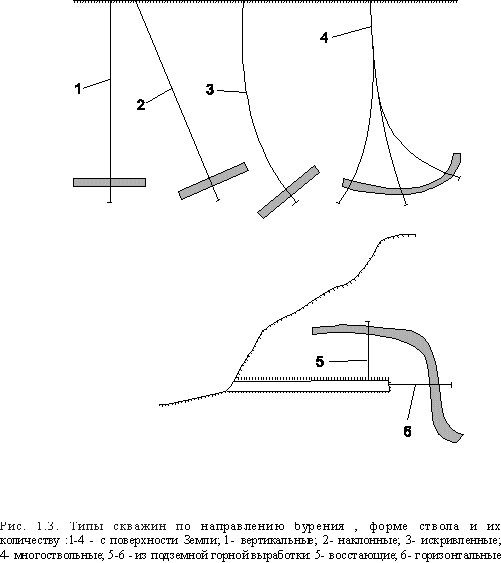 1
2
3
4
5
6
Рис. 1.3. Типы скважин по направлению бурения , форме ствола и их
количеству :1-4 - с поверхности Земли; 1- вертикальные; 2- наклонные; 3- искривленные;
4- многоствольные; 5-6 - из подземной горной выработки: 5- восстающие; 6- горизонтальные